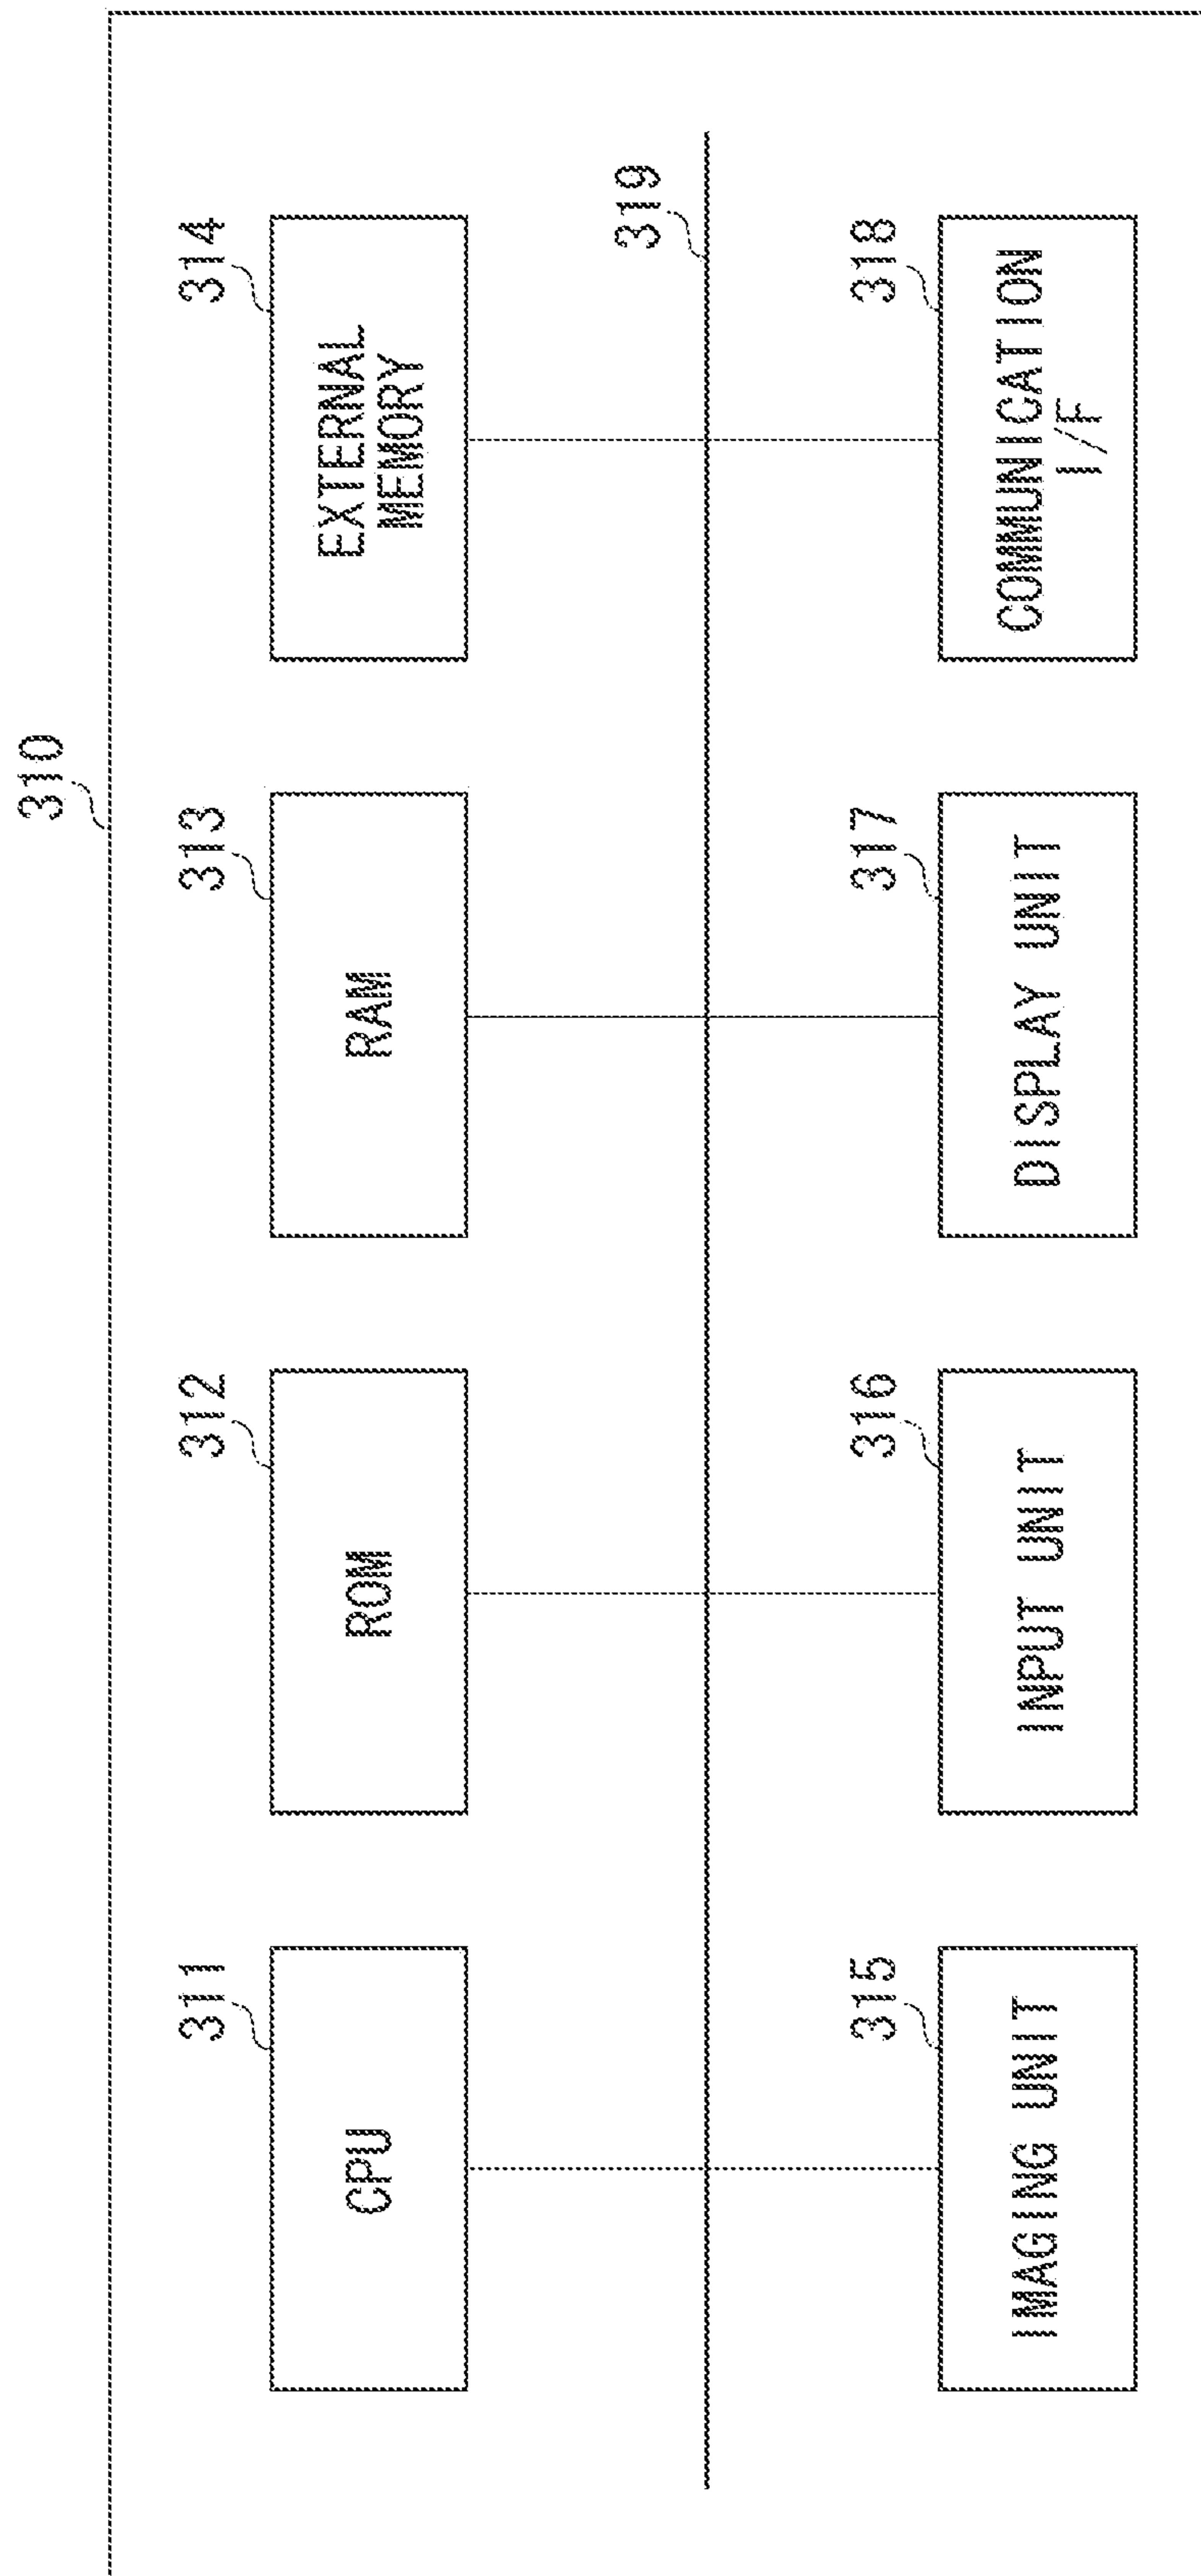 310
311
312
313
314
CPU
ROM
RAM
EXTERNAL
MEMORY
319
315
316
317
318
IMAGING UNIT
INPUT UNIT
DISPLAY UNIT
COMMUNICATION
I/F